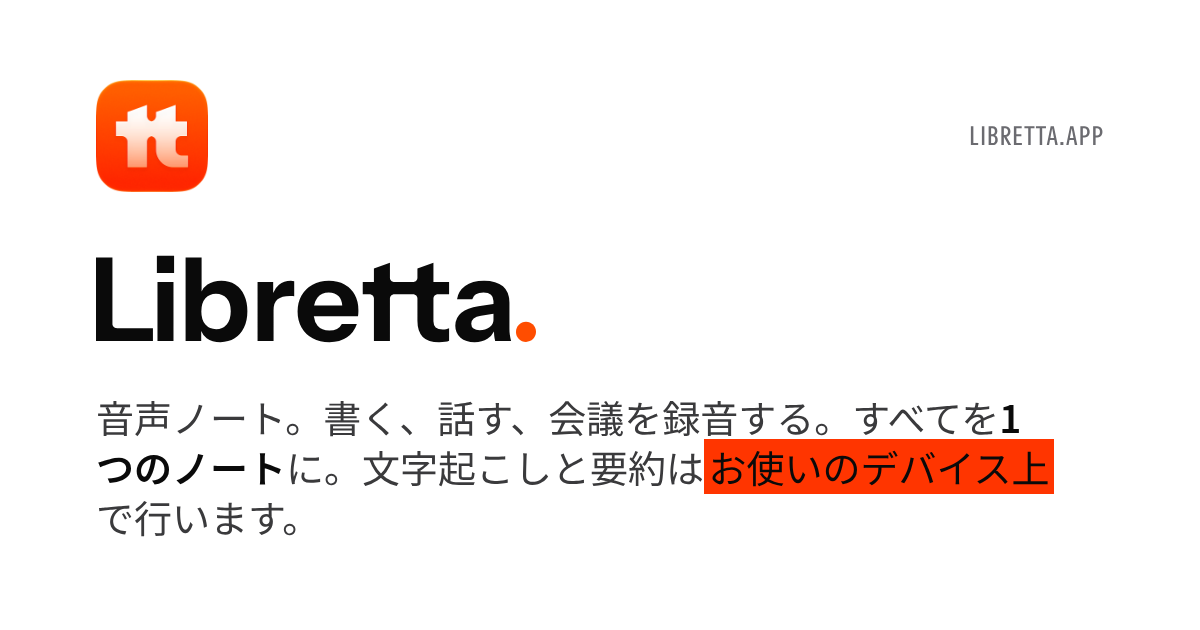 tt
LIBRETTA.APP
Libretta.
音声ノート。書く、話す、会議を録音する。すべてを1
つのノートに。文字起こしと要約はお使いのデバイス上
で行います。